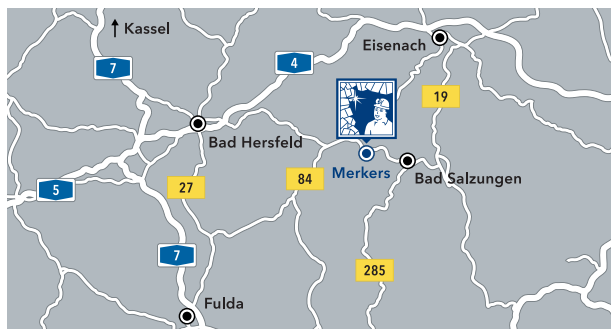 Kassel
Eisenach
7
4
19
Bad Hersfeld
Merkers
Bad Salzungen
5
27
84
7
285
Fulda